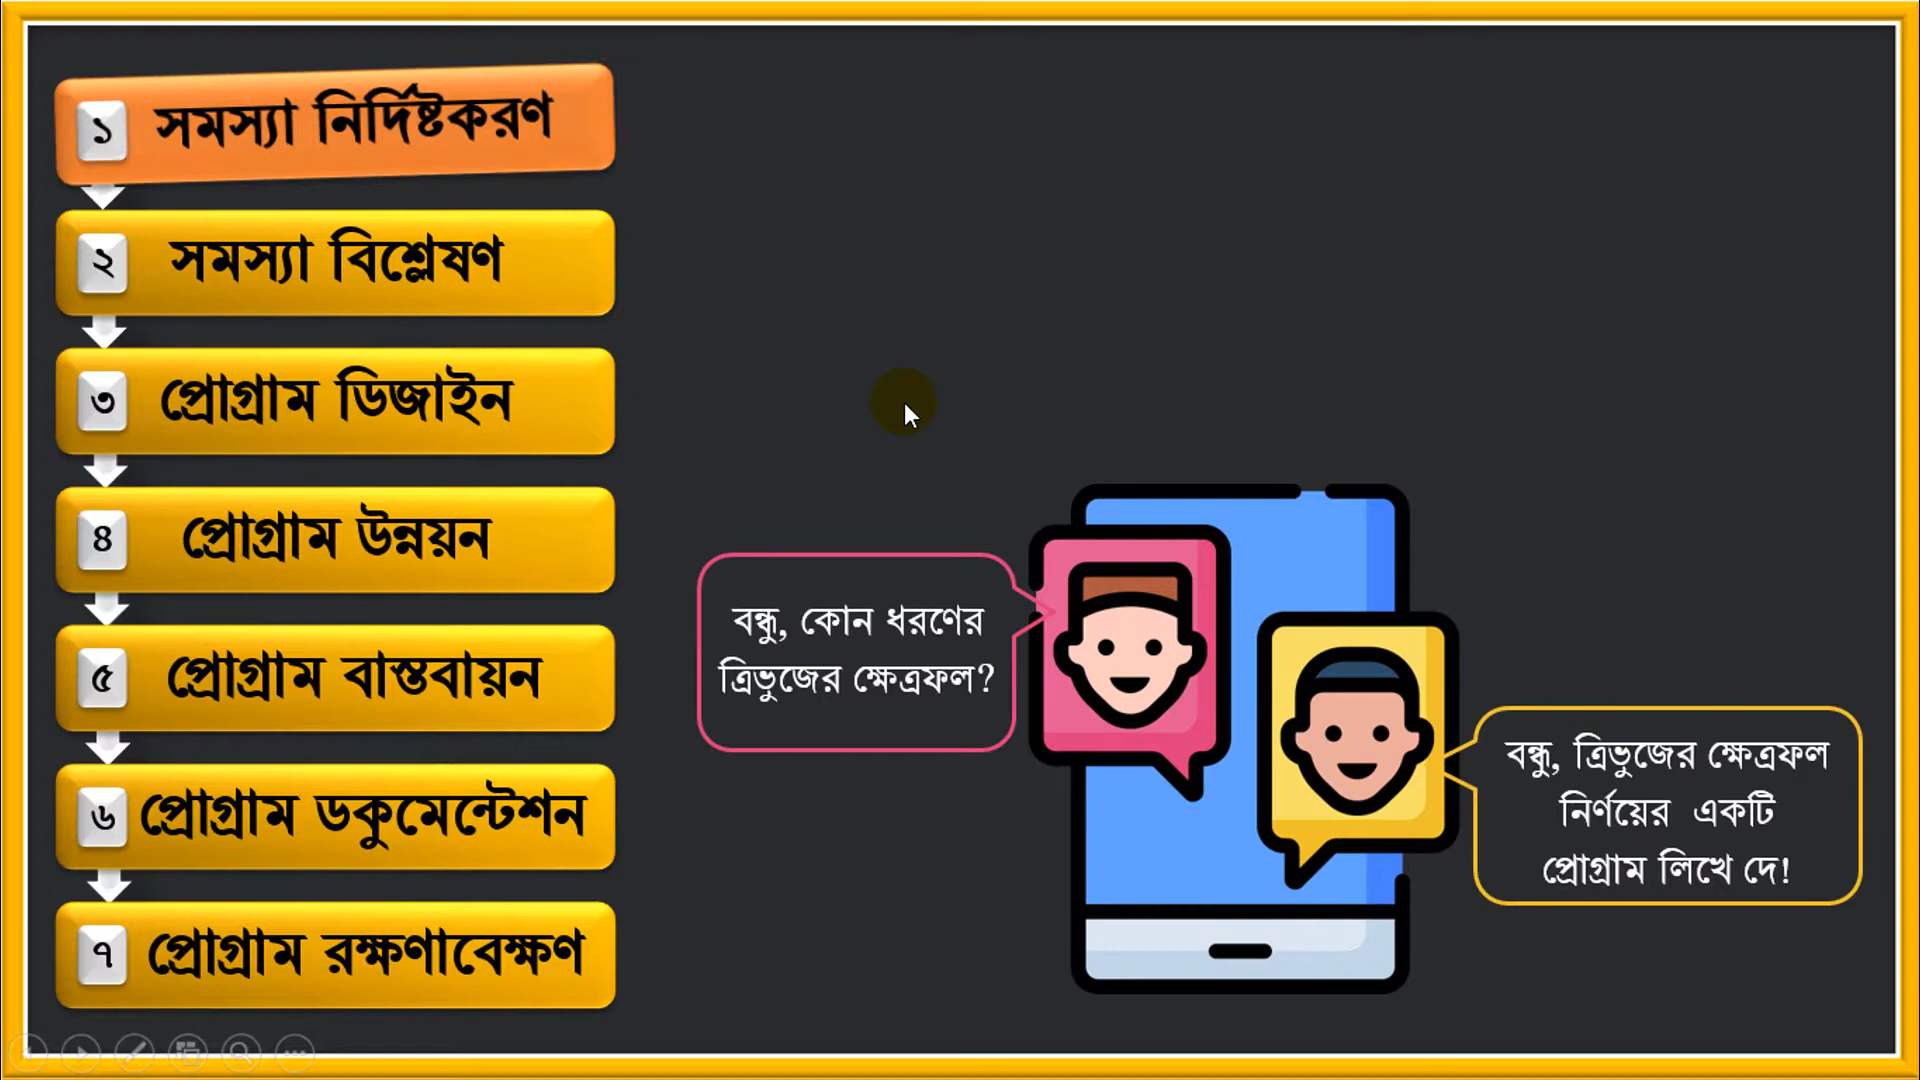 ১ সমস্যা নির্দিষ্টকরণ
২ সমস্যা বিশ্লেষণ
৩ প্রোগ্রাম ডিজাইন
৪ প্রোগ্রাম উন্নয়ন
৫ প্রোগ্রাম বাস্তবায়ন
৬ প্রোগ্রাম ডকুমেন্টেশন
৭ প্রোগ্রাম রক্ষণাবেক্ষণ
বন্ধু, কোন ধরণের
ত্রিভুজের ক্ষেত্রফল?
বন্ধু, ত্রিভুজের ক্ষেত্রফল
নির্ণয়ের একটি
প্রোগ্রাম লিখে দে!